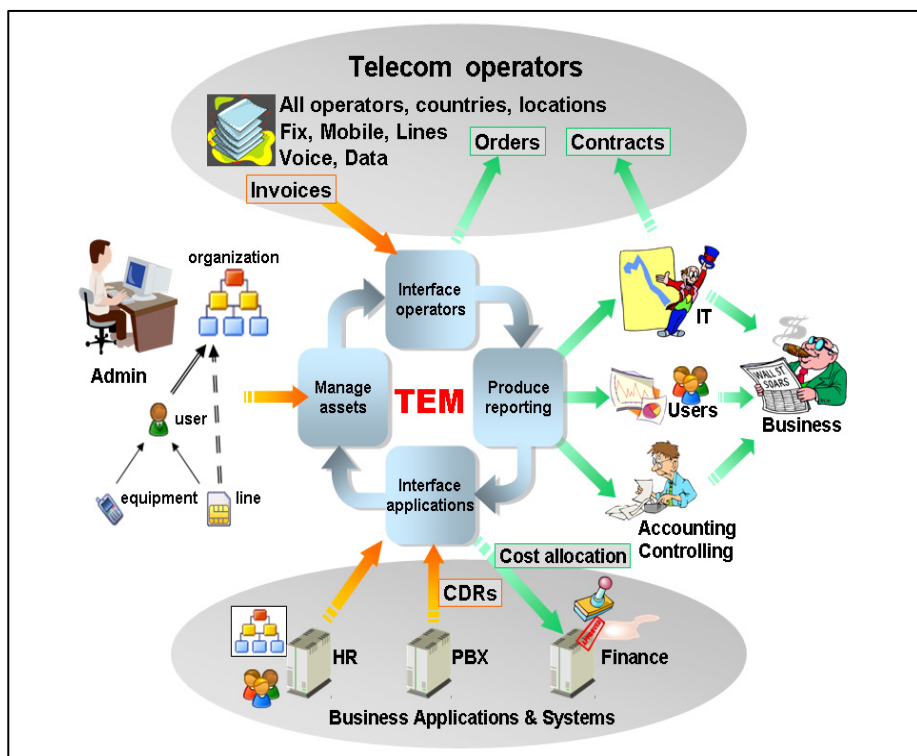 Telecom operators
All operators, countries, locations
Fix, Mobile, Lines
Voice, Data
Orders
Contracts
Invoices
organization
Admin
user
equipment
line
Interface
operators
Manage
assets
TEM
Produce
reporting
Interface
applications
IT
Users
WALL ST
SOARS
Business
Accounting
Controlling
Cost allocation
CDRs
HR
PBX
Finance
Business Applications & Systems